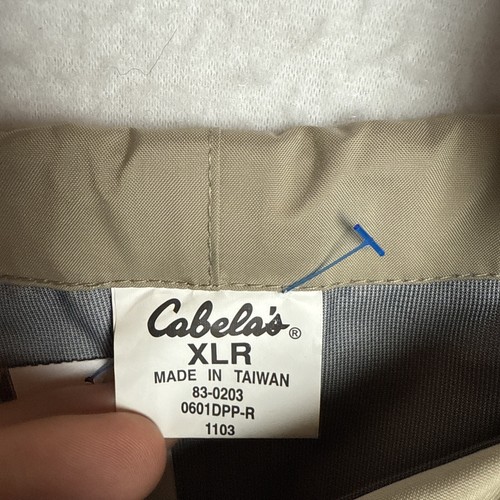 Cabela's®
XLR
MADE IN TAIWAN
83-0203
0601DPP-R
1103